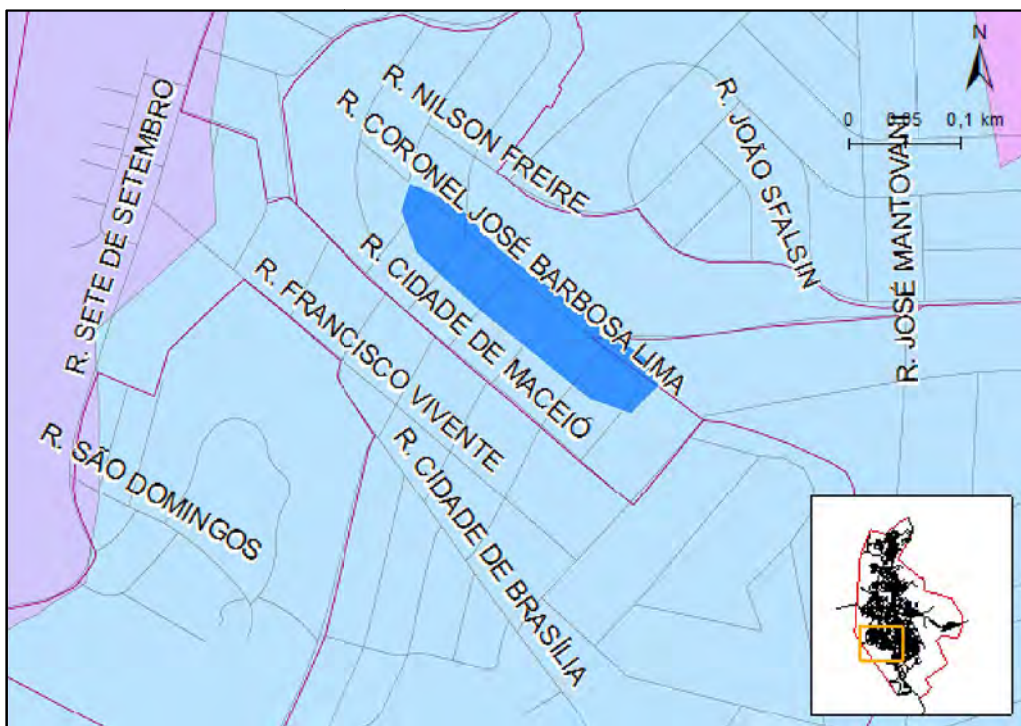 N
0 0,05 0,1 km
R. NILSON FREIRE
R. CORONEL JOSÉ BARBOSA LIMA
R. JOÃO SFALSIN
R. JOSÉ MANTOVANI
R. SETE DE SETEMBRO
R. CIDADE DE MACEIÓ
R. FRANCISCO VIVENTE
R. SÃO DOMINGOS
R. CIDADE DE BRASÍLIA